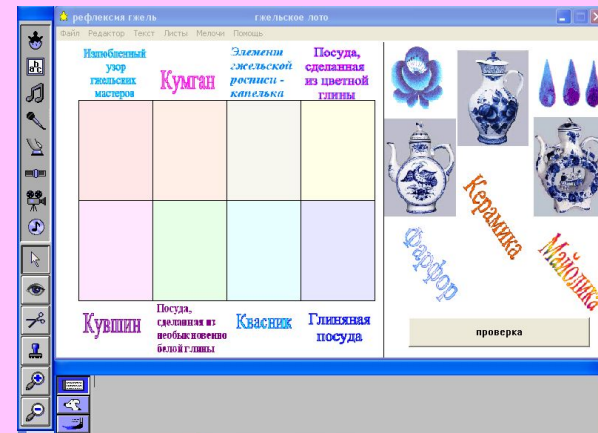 рефлексия гжель гжельское лото
Файл Редактор Текст Листы Мелочи Помощь
Излюбленный
узор
гжельских
мастеров
Кумган
Элемент
гжельской
росписи -
капелька
Посуда,
сделанная
из цветной
глины
Кувшин
Посуда,
сделанная из
необыкновенно
белой глины
Квасник
Глиняная
посуда
Керамика
Фарфор
Майолика
проверка